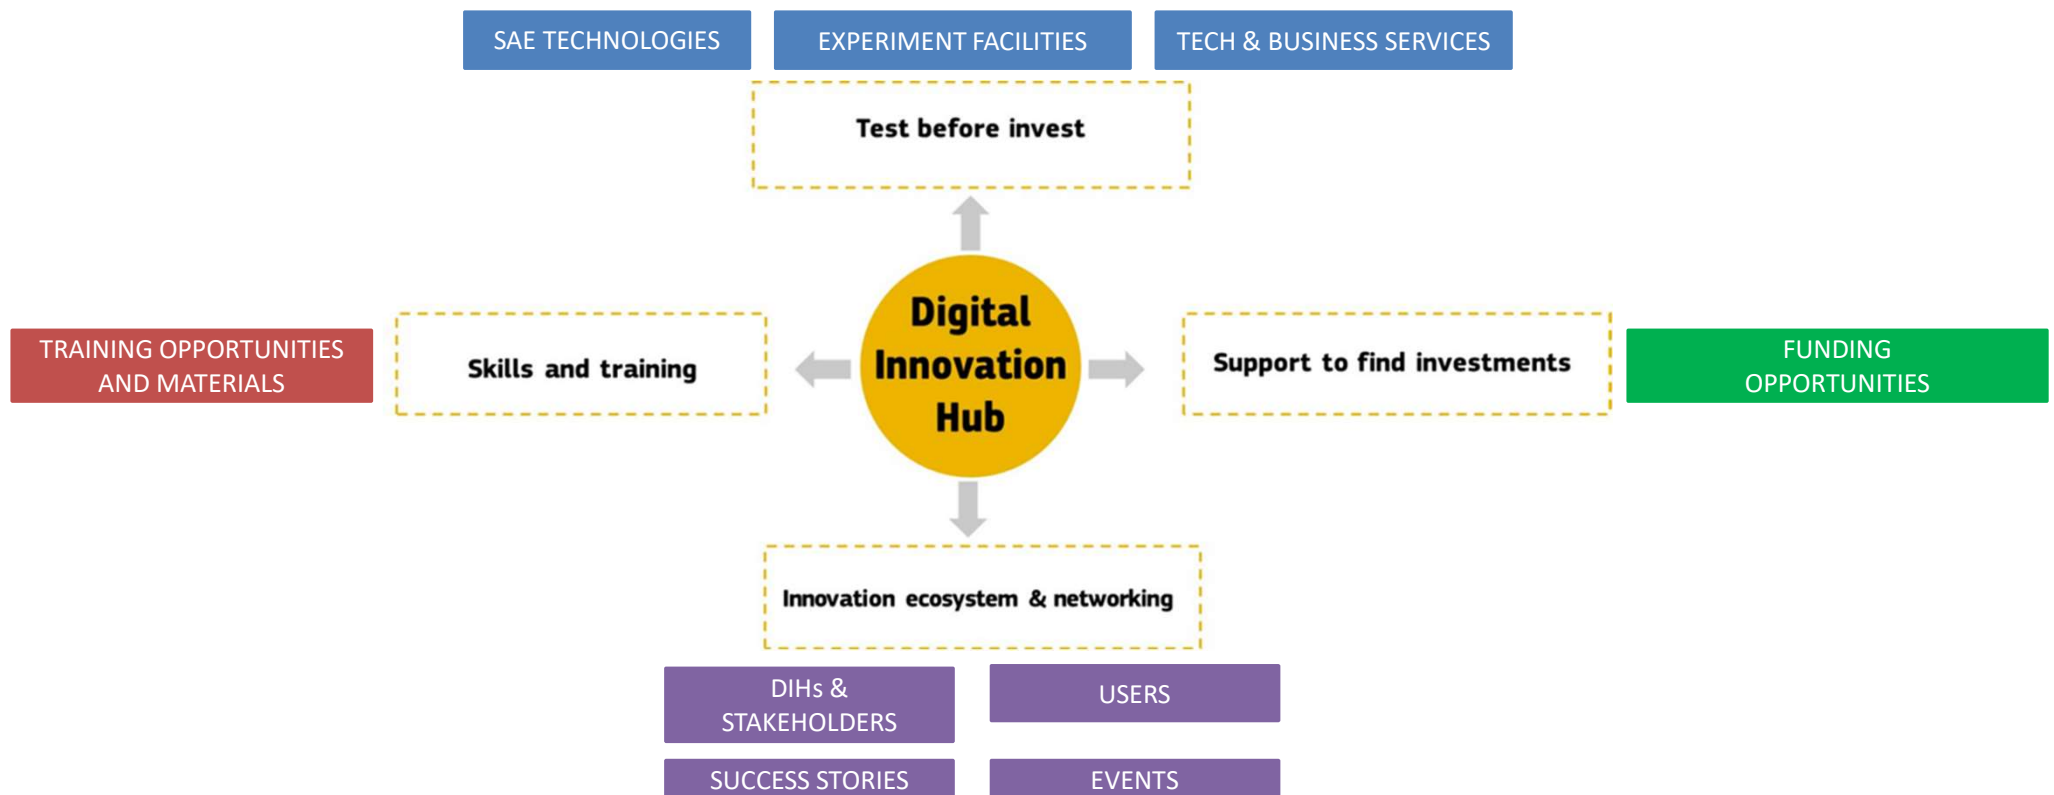 SAE TECHNOLOGIES
EXPERIMENT FACILITIES
TECH & BUSINESS SERVICES
Test before invest
TRAINING OPPORTUNITIES
AND MATERIALS
Skills and training
Digital
Innovation
Hub
Support to find investments
FUNDING
OPPORTUNITIES
Innovation ecosystem & networking
DIHs &
STAKEHOLDERS
USERS
SUCCESS STORIES
EVENTS